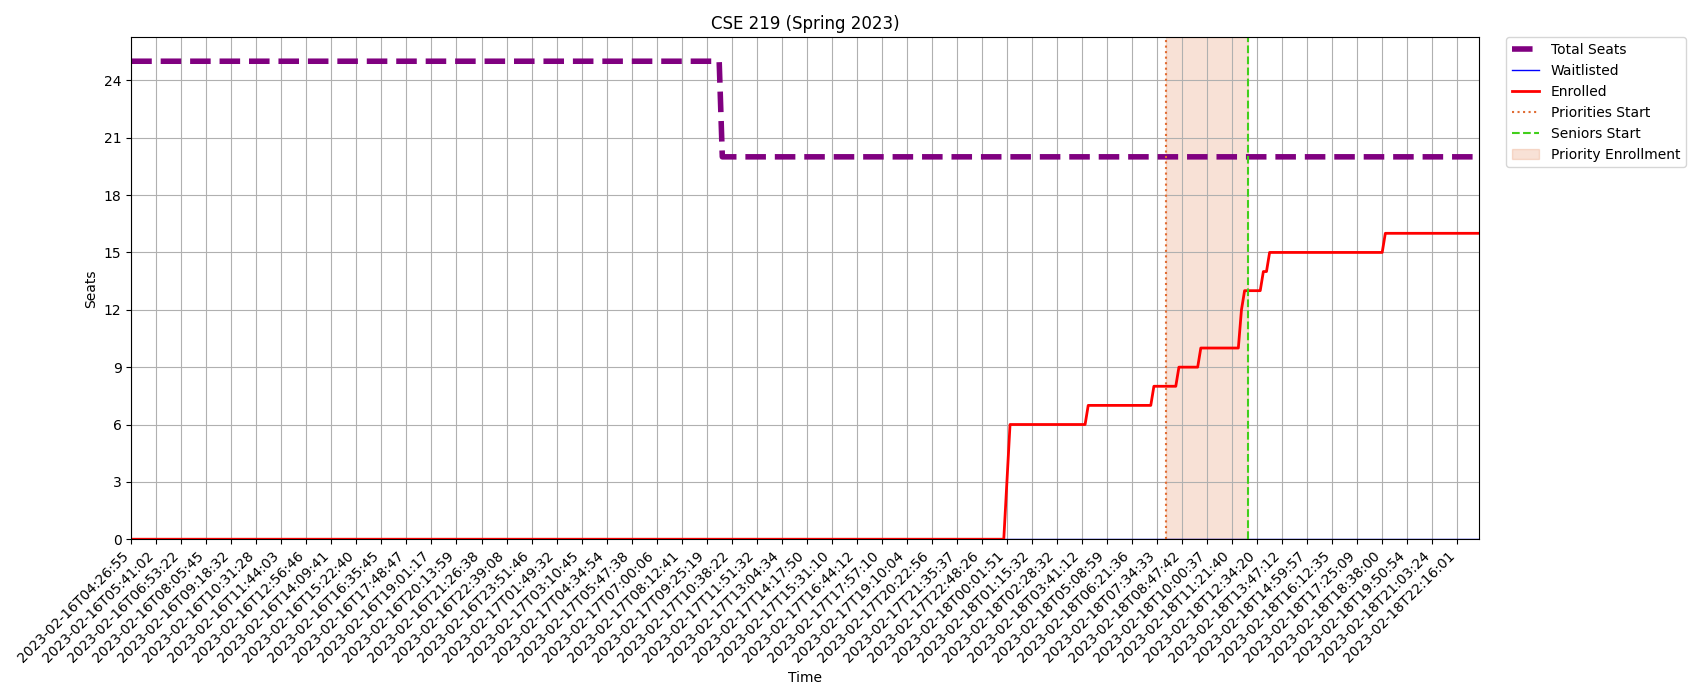 CSE 219 (Spring 2023)
Total Seats
Waitlisted
Enrolled
Priorities Start
Seniors Start
Priority Enrollment
Seats
24
21
18
15
12
9
6
3
0
2023-02-16T04:26:55
2023-02-16T05:41:02
2023-02-16T06:53:22
2023-02-16T08:05:45
2023-02-16T09:18:32
2023-02-16T10:31:28
2023-02-16T11:44:03
2023-02-16T12:56:46
2023-02-16T14:09:41
2023-02-16T15:22:40
2023-02-16T16:35:45
2023-02-16T17:48:47
2023-02-16T19:01:17
2023-02-16T20:13:59
2023-02-16T21:26:38
2023-02-16T22:39:08
2023-02-16T23:51:46
2023-02-17T01:49:32
2023-02-17T03:10:45
2023-02-17T04:34:54
2023-02-17T05:47:38
2023-02-17T07:00:06
2023-02-17T08:12:41
2023-02-17T09:25:19
2023-02-17T10:38:22
2023-02-17T11:51:32
2023-02-17T13:04:34
2023-02-17T14:17:50
2023-02-17T15:31:10
2023-02-17T16:44:12
2023-02-17T17:57:10
2023-02-17T19:10:04
2023-02-17T20:22:56
2023-02-17T21:35:37
2023-02-17T22:48:26
2023-02-18T00:01:51
2023-02-18T01:15:32
2023-02-18T02:28:32
2023-02-18T03:41:12
2023-02-18T05:08:59
2023-02-18T06:21:36
2023-02-18T07:34:33
2023-02-18T08:47:42
2023-02-18T10:00:37
2023-02-18T11:21:40
2023-02-18T12:34:20
2023-02-18T13:47:12
2023-02-18T14:59:57
2023-02-18T16:12:35
2023-02-18T17:25:09
2023-02-18T18:38:00
2023-02-18T19:50:54
2023-02-18T21:03:24
2023-02-18T22:16:01
Time